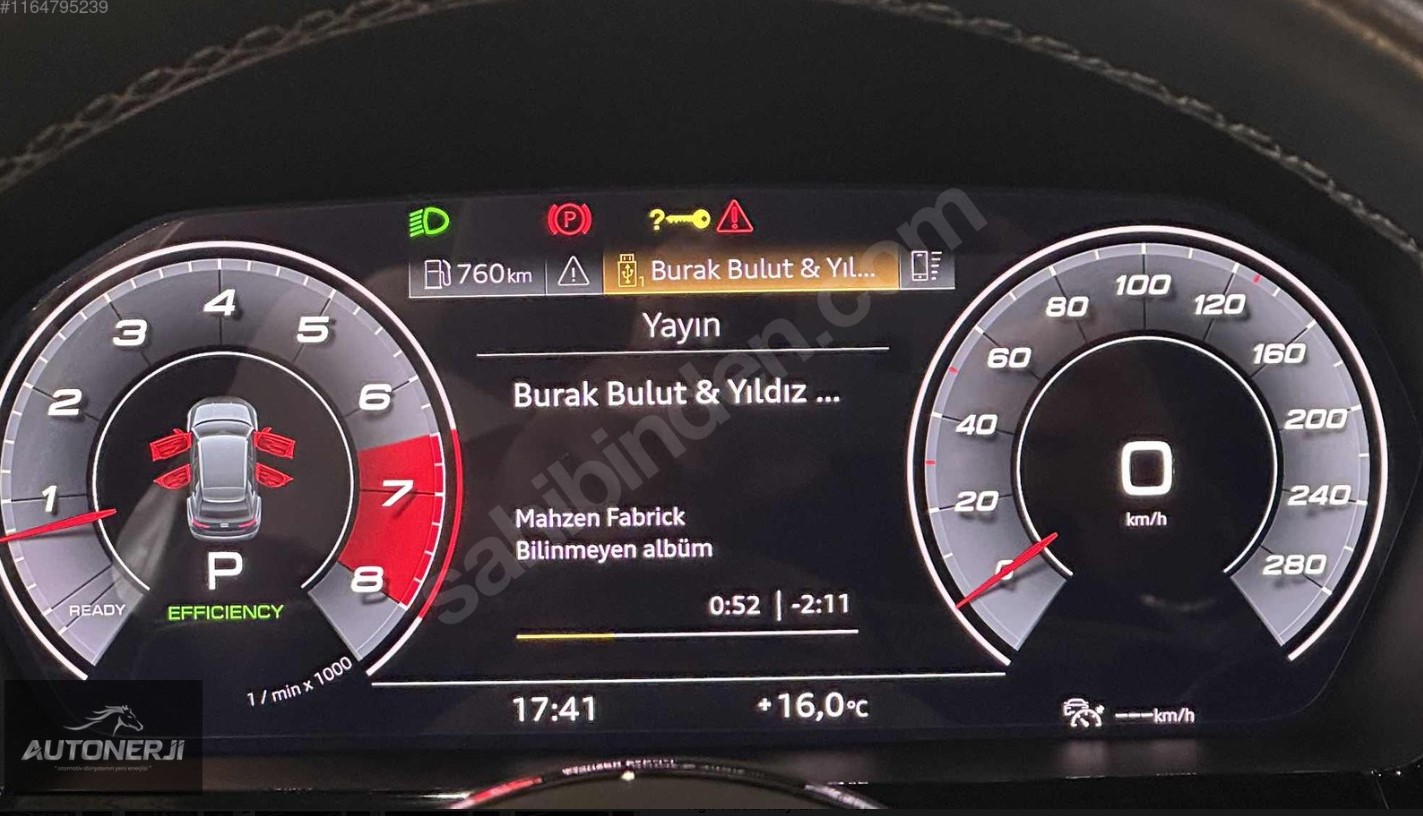 #1164795239
P ?
760km 1 Burak Bulut & Yıl...
Yayın
Burak Bulut & Yıldız ...
Mahzen Fabrick
Bilinmeyen albüm
0:52 | -2:11
17:41 +16,0°C
1 2 3 4 5 6 7 8
P
READY EFFICIENCY
1 / min x 1000
0 20 40 60 80 100 120 160 200 240 280
0
km/h
---km/h
sahibinden.com
AUTONERJİ